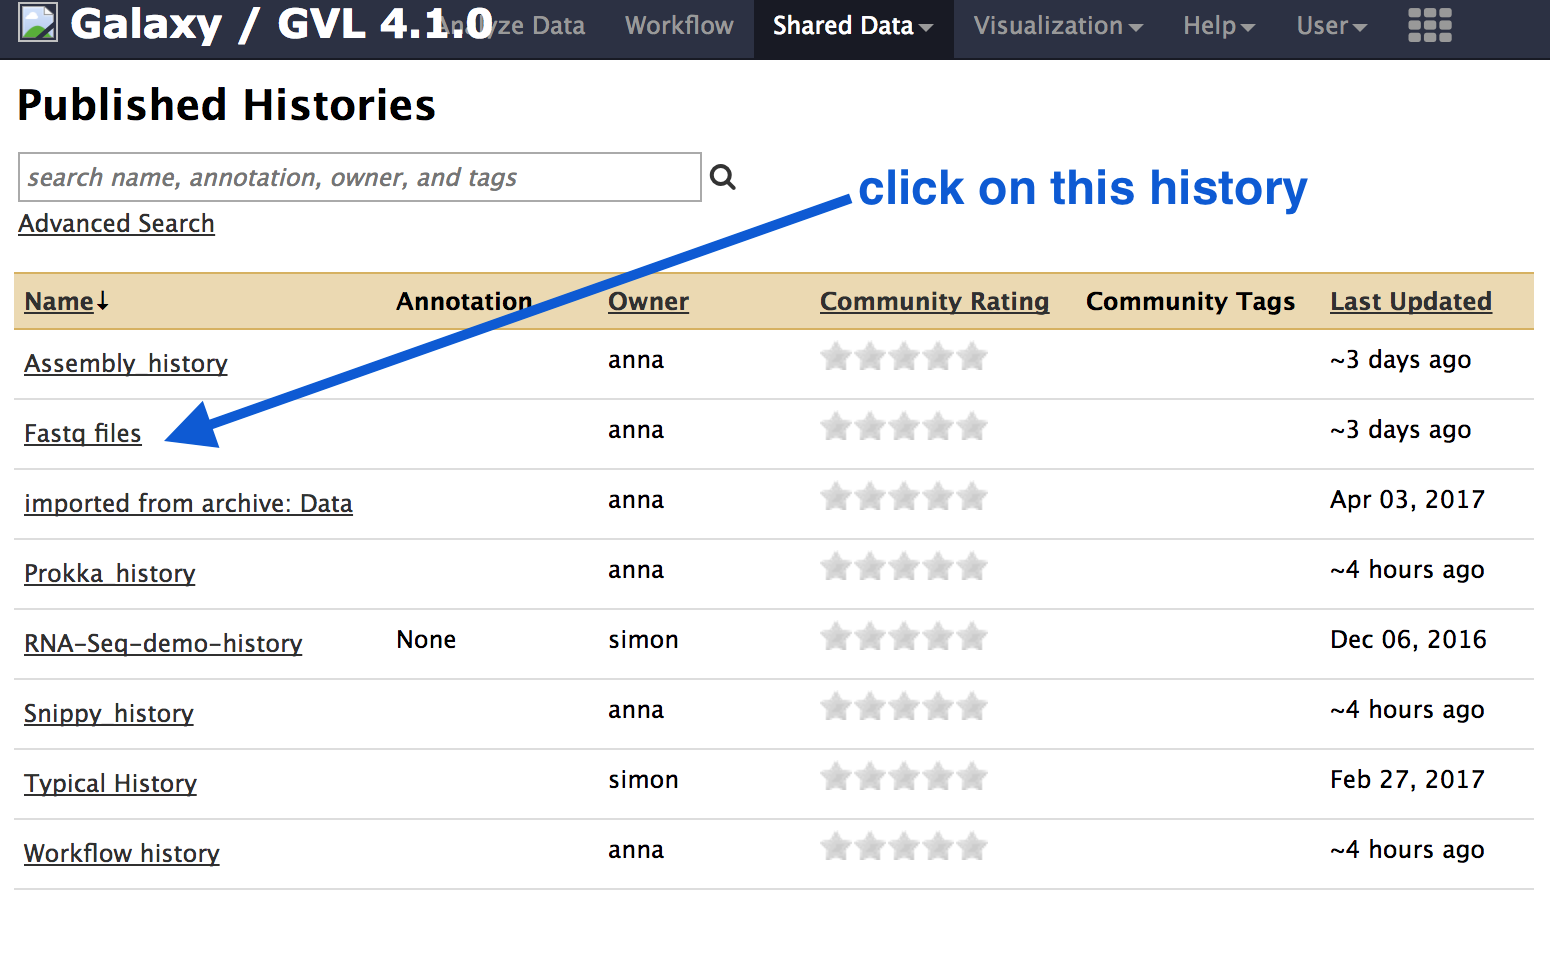 Galaxy / GVL 4.1.0 Analyze Data Workflow Shared Data Visualization Help User
Published Histories
search name, annotation, owner, and tags
click on this history
Advanced Search
Name↓ Annotation Owner Community Rating Community Tags Last Updated
Assembly_history anna ~3 days ago
Fastq files anna ~3 days ago
imported from archive: Data anna Apr 03, 2017
Prokka_history anna ~4 hours ago
RNA-Seq-demo-history None simon Dec 06, 2016
Snippy_history anna ~4 hours ago
Typical History simon Feb 27, 2017
Workflow history anna ~4 hours ago